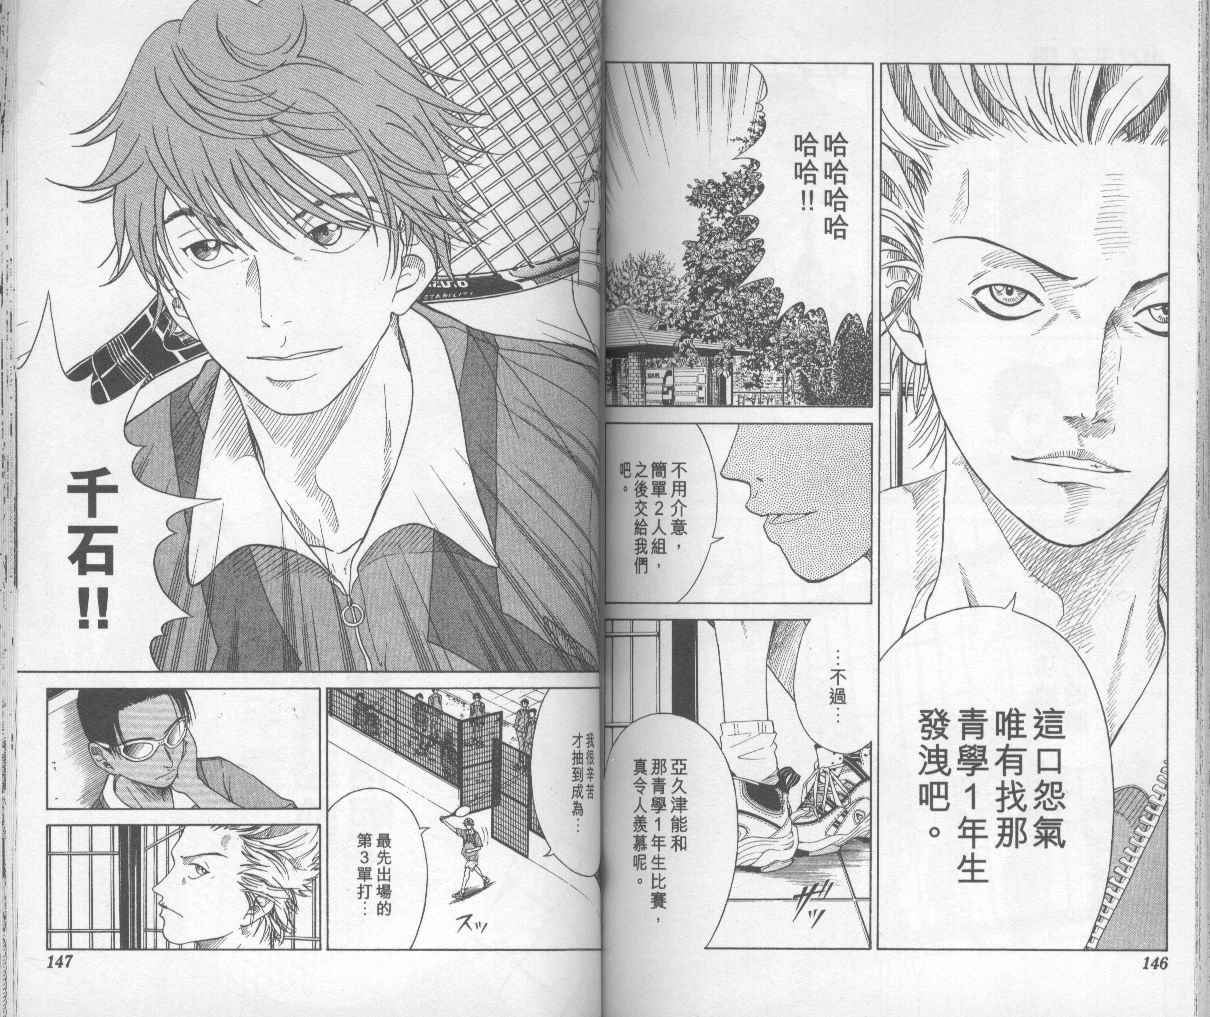 這口怨氣
唯有找那
青學1年生
發洩吧。
哈哈哈哈
哈哈!!
不用介意，
簡單2人組，
之後交給我們
吧。
…不過…
亞久津能和
那青學1年生比賽，
真令人羨慕呢。
ザッ
146
千石!!
STABILIT
我很辛苦
才抽到成為…
スッ
最先出場的
第3單打…
147